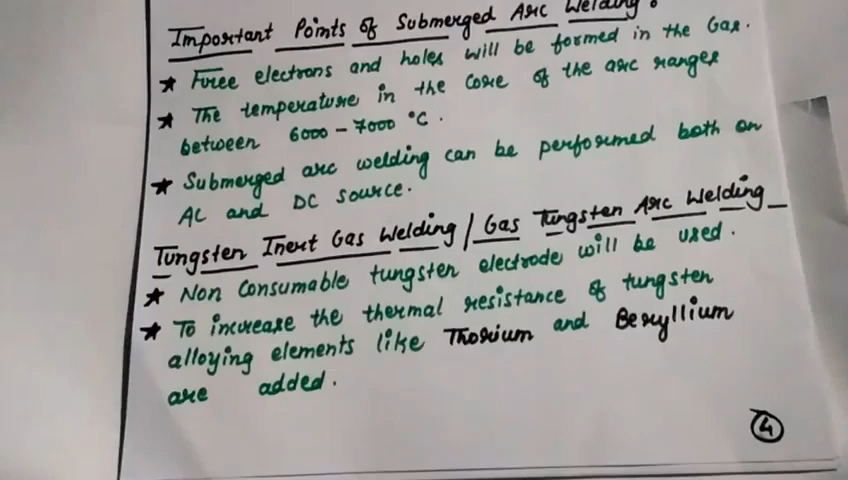 Important Points of Submerged Arc Welding:
★ Free electrons and holes will be formed in the Gas.
★ The temperature in the core of the arc ranges
between 6000 - 7000 °C.
★ Submerged arc welding can be performed both on
AC and DC source.
Tungsten Inert Gas Welding / Gas Tungsten Arc Welding
★ Non Consumable tungsten electrode will be used.
★ To increase the thermal resistance of tungsten
alloying elements like Thorium and Beryllium
are added.
4